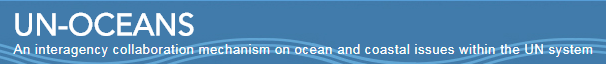 UN-OCEANS
An interagency collaboration mechanism on ocean and coastal issues within the UN system